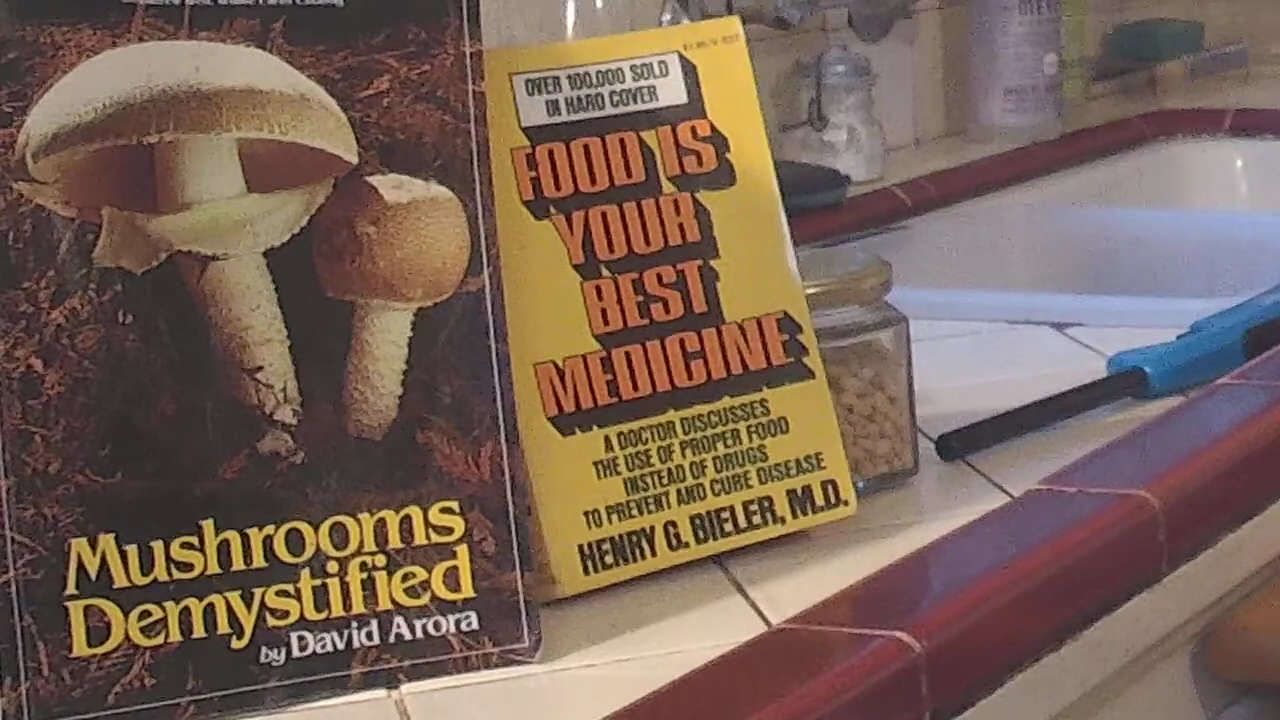 Mushrooms
Demystified
by David Arora
OVER 100,000 SOLD
IN HARD COVER
FOOD IS
YOUR
BEST
MEDICINE
A DOCTOR DISCUSSES
THE USE OF PROPER FOOD
INSTEAD OF DRUGS
TO PREVENT AND CURE DISEASE
HENRY G. BIELER, M.D.